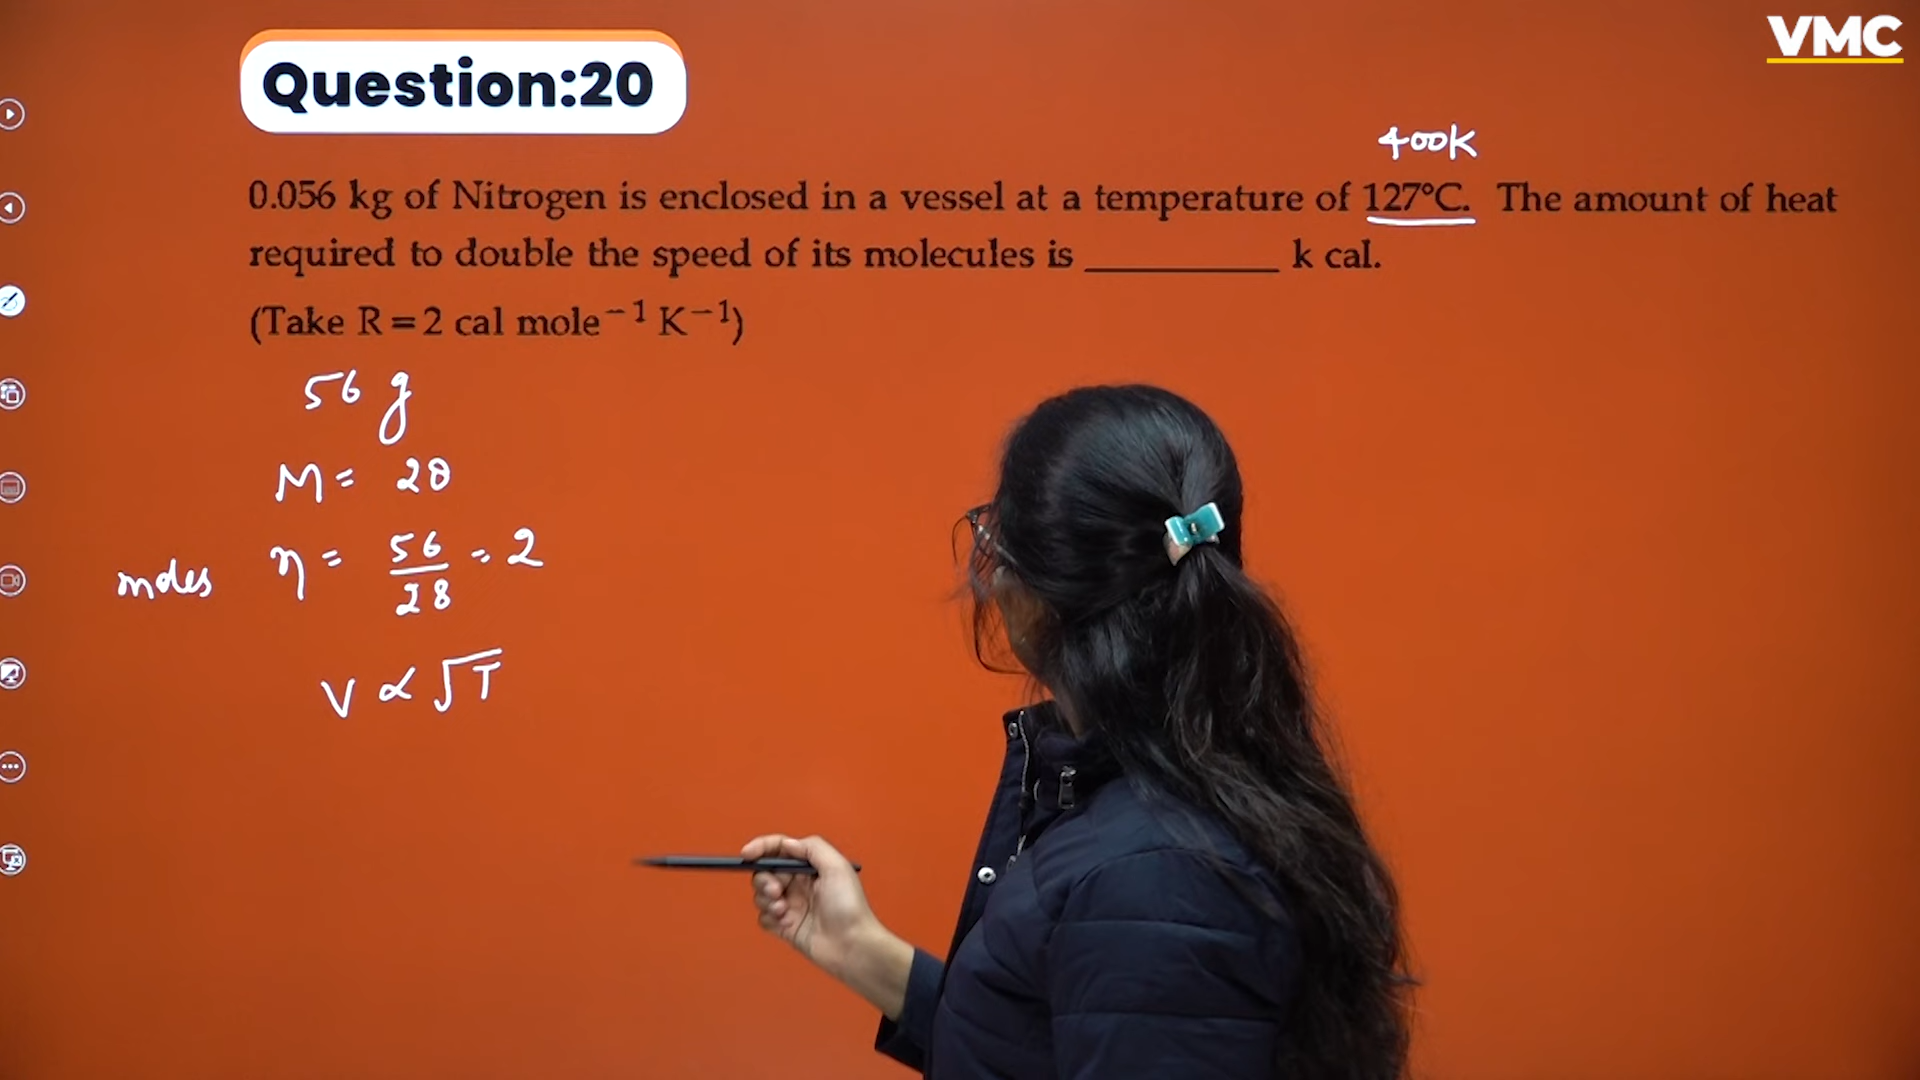 VMC
Question:20
400K
0.056 kg of Nitrogen is enclosed in a vessel at a temperature of 127°C. The amount of heat
required to double the speed of its molecules is __________ k cal.
(Take R = 2 cal mole⁻¹ K⁻¹)
56 g
M = 28
moles η = 56/28 = 2
V ∝ √T